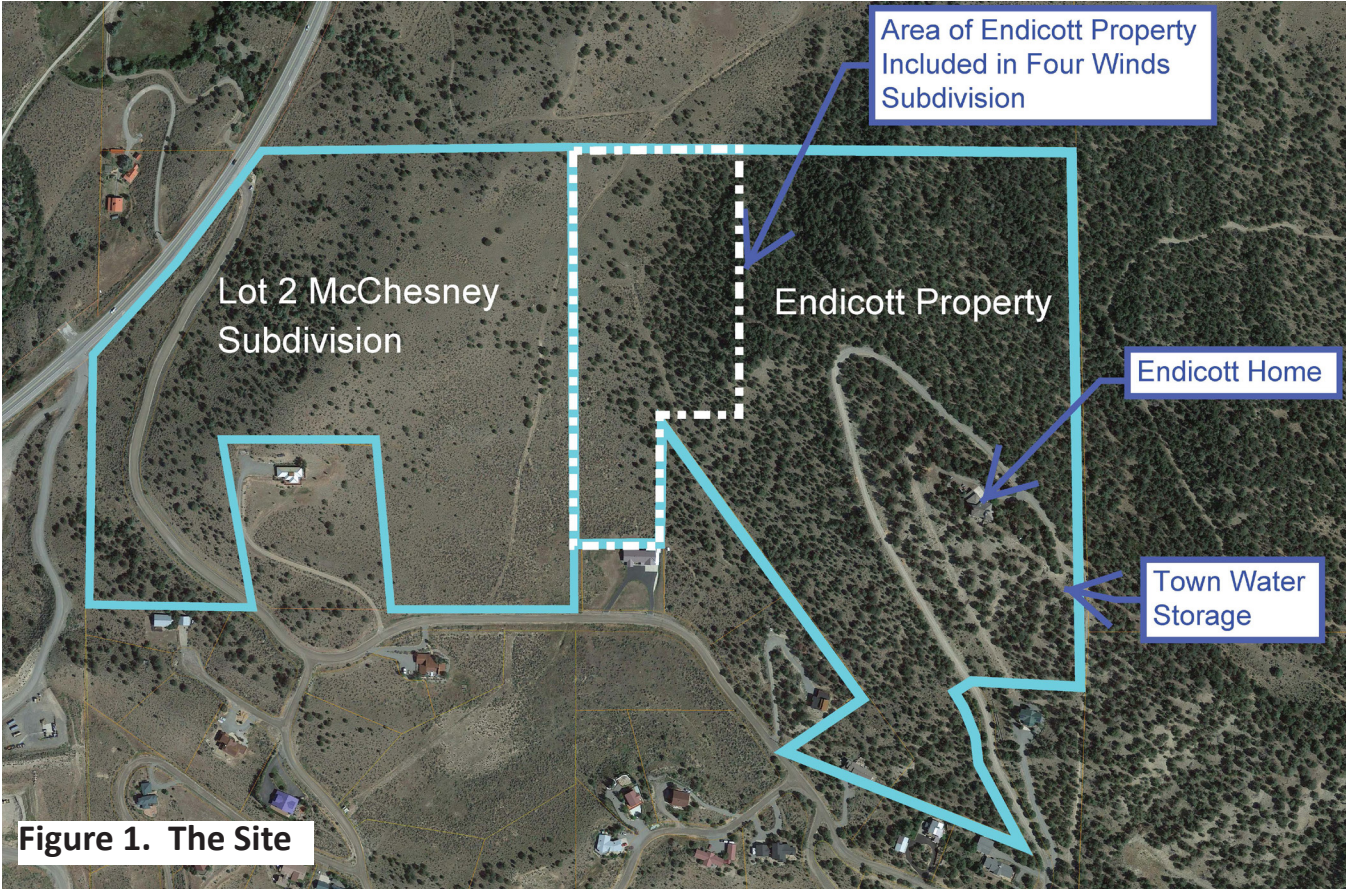 Area of Endicott Property
Included in Four Winds
Subdivision
Lot 2 McChesney
Subdivision
Endicott Property
Endicott Home
Town Water
Storage
Figure 1.  The Site